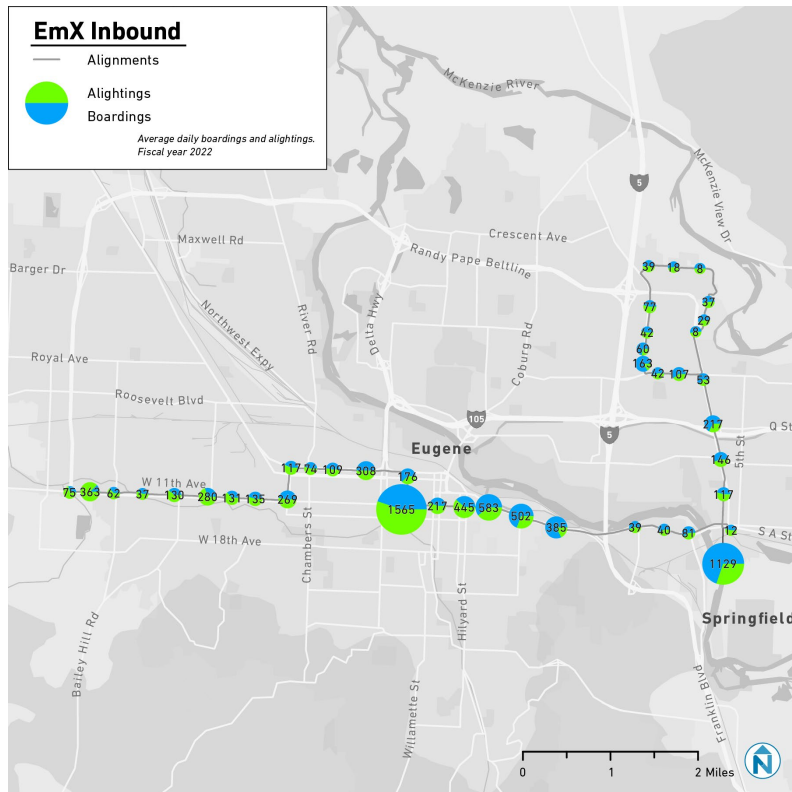 EmX Inbound
Alignments
Alightings
Boardings
Average daily boardings and alightings.
Fiscal year 2022
McKenzie River
McKenzie View Dr
5
Crescent Ave
Maxwell Rd
Randy Pape Beltline
Barger Dr
39
18
8
37
77
29
42
8
Northwest Expy
River Rd
Delta Hwy
Coburg Rd
60
163
42
107
53
Royal Ave
Roosevelt Blvd
105
5
217
Q St
5th St
Eugene
146
117
117
74
109
308
176
W 11th Ave
75
363
62
37
130
280
131
135
269
1565
217
445
583
502
385
39
40
81
12
S A St
W 18th Ave
Chambers St
1129
Hilyard St
Springfield
Bailey Hill Rd
Willamette St
Franklin Blvd
0
1
2 Miles
N